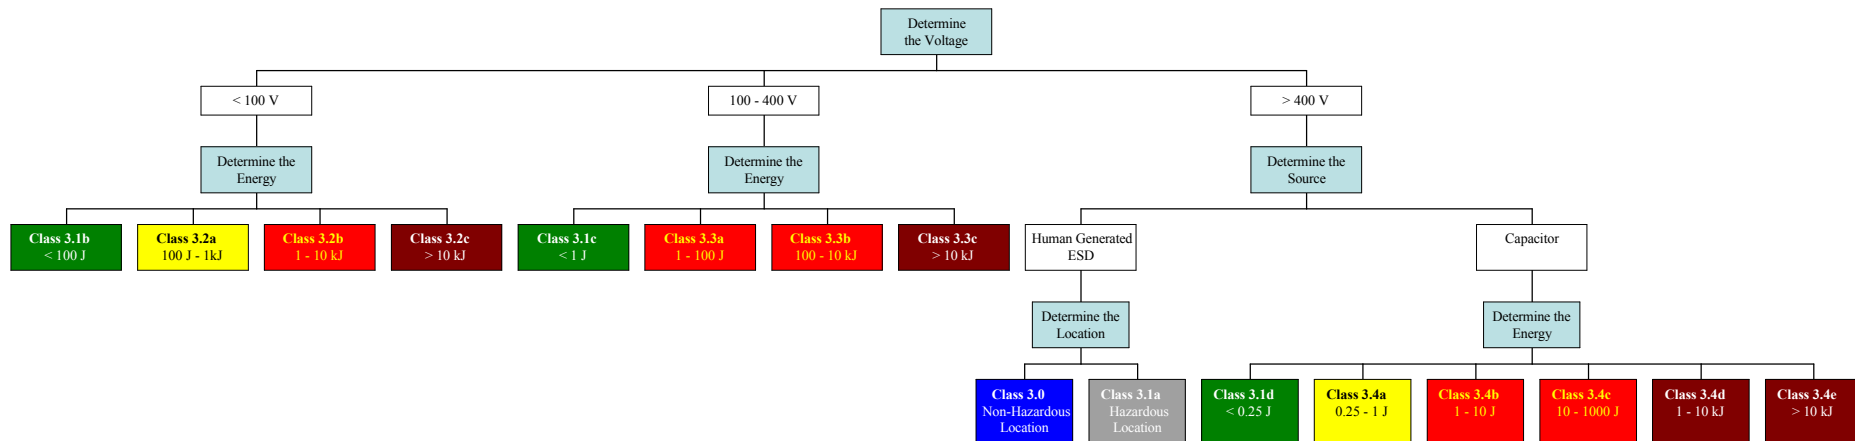 Determine
the Voltage
< 100 V
100 - 400 V
> 400 V
Determine the
Energy
Determine the
Energy
Determine the
Source
Class 3.1b
< 100 J
Class 3.2a
100 J - 1kJ
Class 3.2b
1 - 10 kJ
Class 3.2c
> 10 kJ
Class 3.1c
< 1 J
Class 3.3a
1 - 100 J
Class 3.3b
100 - 10 kJ
Class 3.3c
> 10 kJ
Human Generated
ESD
Capacitor
Determine the
Location
Determine the
Energy
Class 3.0
Non-Hazardous
Location
Class 3.1a
Hazardous
Location
Class 3.1d
< 0.25 J
Class 3.4a
0.25 - 1 J
Class 3.4b
1 - 10 J
Class 3.4c
10 - 1000 J
Class 3.4d
1 - 10 kJ
Class 3.4e
> 10 kJ